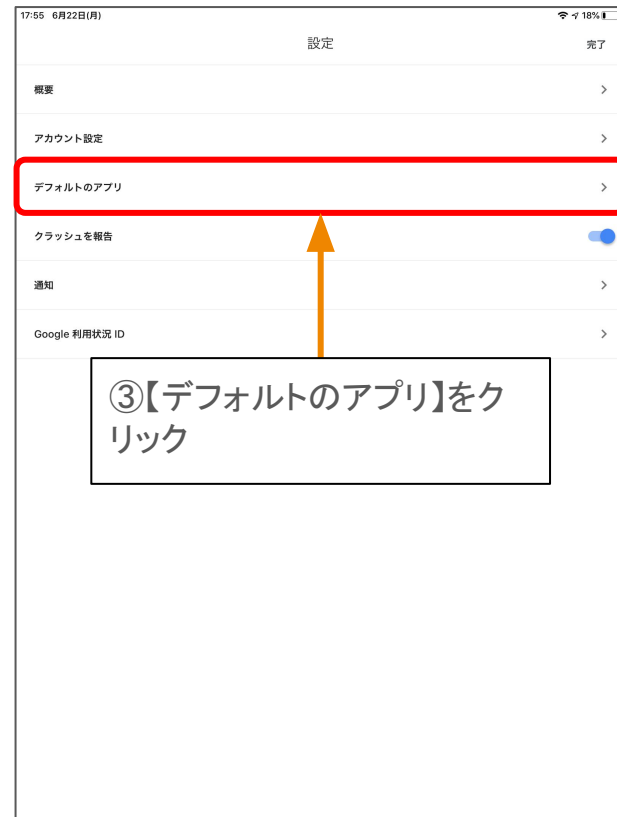 17:55 6月22日(月) 18%
設定 完了
概要
アカウント設定
デフォルトのアプリ
クラッシュを報告
通知
Google 利用状況 ID
③【デフォルトのアプリ】をク
リック